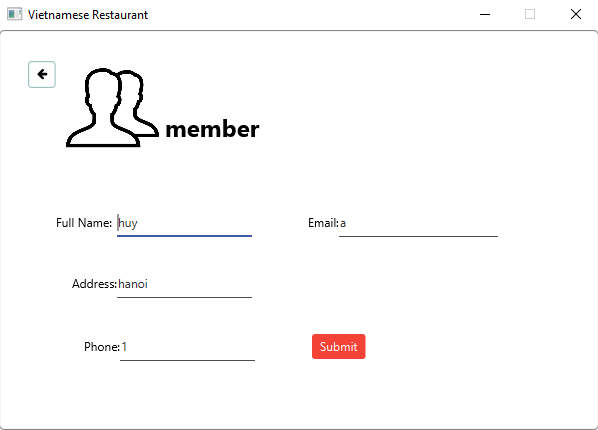 Vietnamese Restaurant
member
Full Name: huy
Email: a
Address: hanoi
Phone: 1
Submit